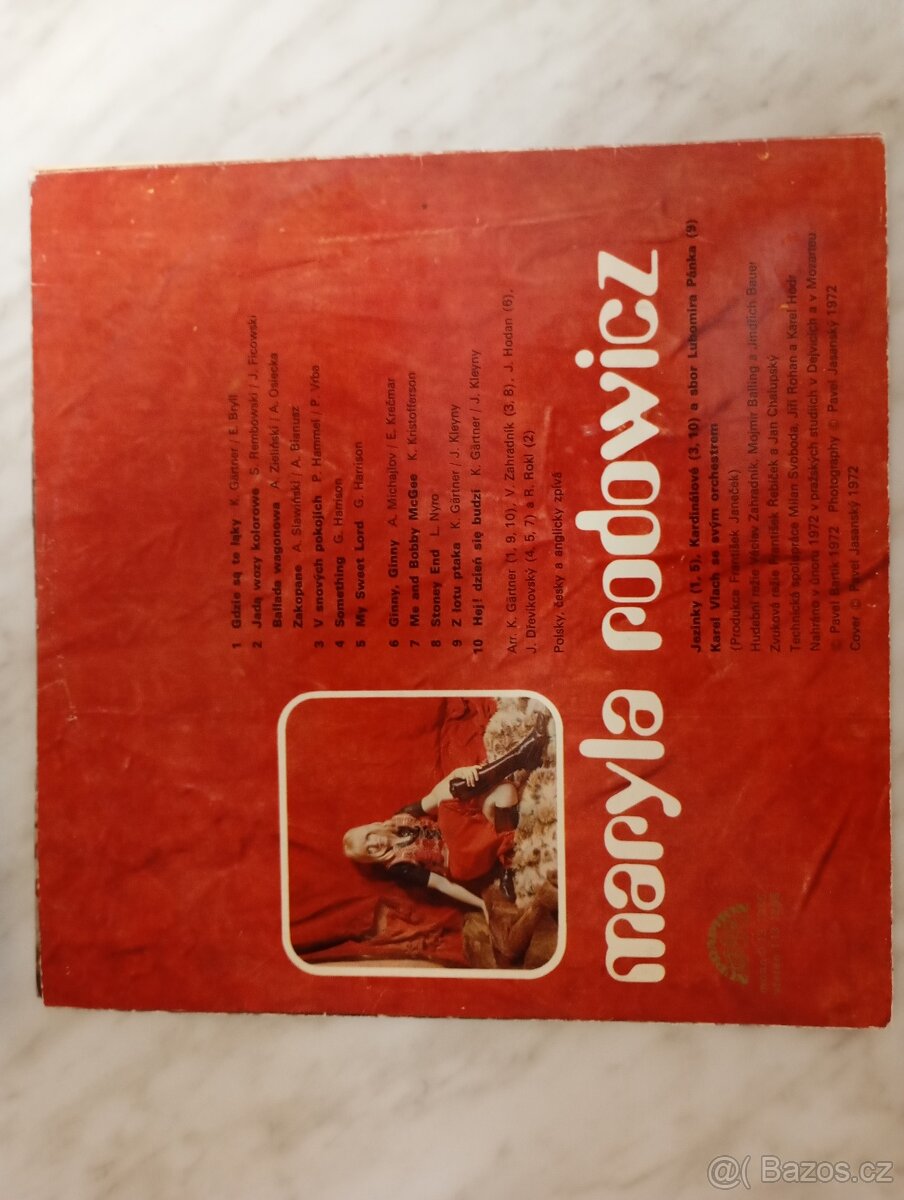 1 Gdzie są te łąky K. Gärtner / E. Bryll
2 Jadą wozy kolorowe S. Rembowski / J. Ficowski
Ballada wagonowa A. Zieliński / A. Osiecka
Zakopane A. Sławiński / A. Bianusz
3 V snových pokojích P. Hammel / P. Vrba
4 Something G. Harrison
5 My Sweet Lord G. Harrison
6 Ginny, Ginny A. Michajlov / E. Krečmar
7 Me and Bobby McGee K. Kristofferson
8 Stoney End L. Nyro
9 Z lotu ptaka K. Gärtner / J. Kleyny
10 Hej! dzień się budzi K. Gärtner / J. Kleyny
Arr. K. Gärtner (1, 9, 10), V. Zahradník (3, 8), J. Hodan (6),
J. Dřevikovský (4, 5, 7) a R. Rokl (2)
Polsky, česky a anglicky zpívá
maryla rodowicz
Jezinky (1, 5), Kardinálové (3, 10) a sbor Lubomíra Pánka (9)
Karel Vlach se svým orchestrem
(Produkce František Janeček)
Hudební režie Václav Zahradník, Mojmír Balling a Jindřich Bauer
Zvuková režie František Řebíček a Jan Chalupský
Technická spolupráce Milan Svoboda, Jiří Rohan a Karel Hodr
Nahráno v únoru 1972 v pražských studiích v Dejvicích a v Mozarteu
© Pavel Bartík 1972 Photography © Pavel Jasanský 1972
Cover © Pavel Jasanský 1972
@( Bazos.cz